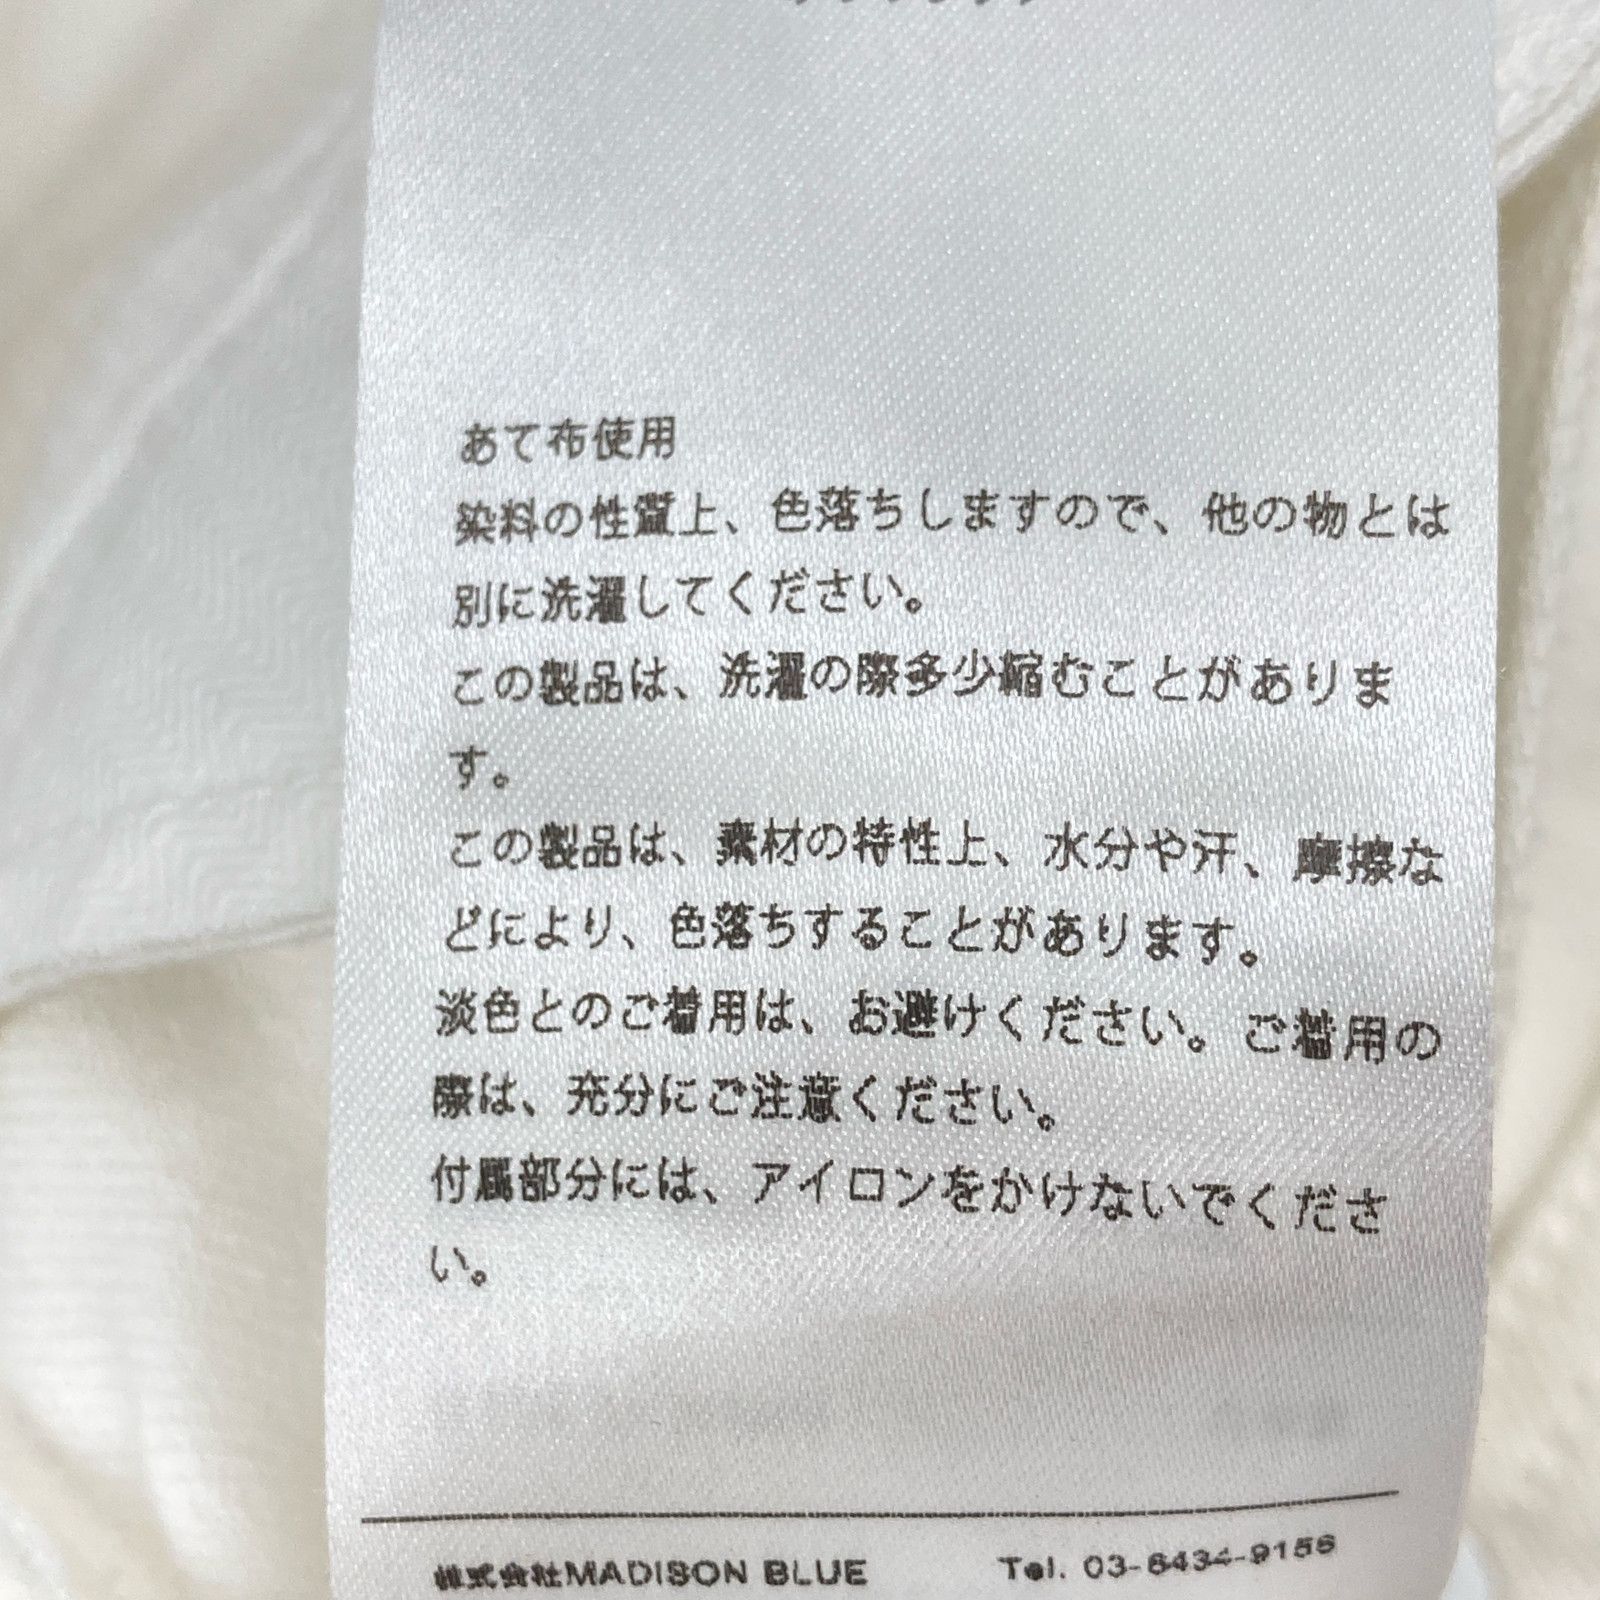 あて布使用
染料の性質上、色落ちしますので、他の物とは
別に洗濯してください。
この製品は、洗濯の際多少縮むことがありま
す。
この製品は、素材の特性上、水分や汗、摩擦な
どにより、色落ちすることがあります。
淡色とのご着用は、お避けください。ご着用の
際は、充分にご注意ください。
付属部分には、アイロンをかけないでくださ
い。
株式会社MADISON BLUE Tel. 03-6434-9156